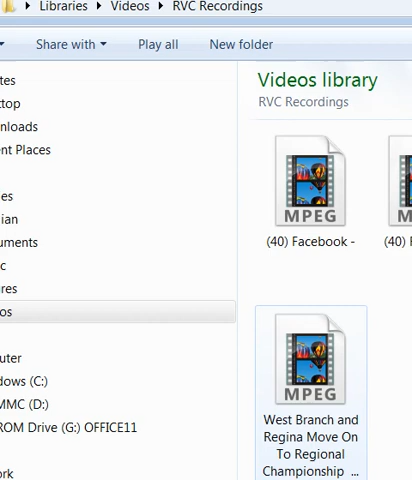 Libraries ▸ Videos ▸ RVC Recordings
Share with ▾ Play all New folder
tes
ktop
nloads
ent Places
es
ian
uments
c
res
os
uter
dows (C:)
MMC (D:)
ROM Drive (G:) OFFICE11
ork
Videos library
RVC Recordings
MPEG
(40) Facebook -
(40) F
MPEG
West Branch and
Regina Move On
To Regional
Championship ...